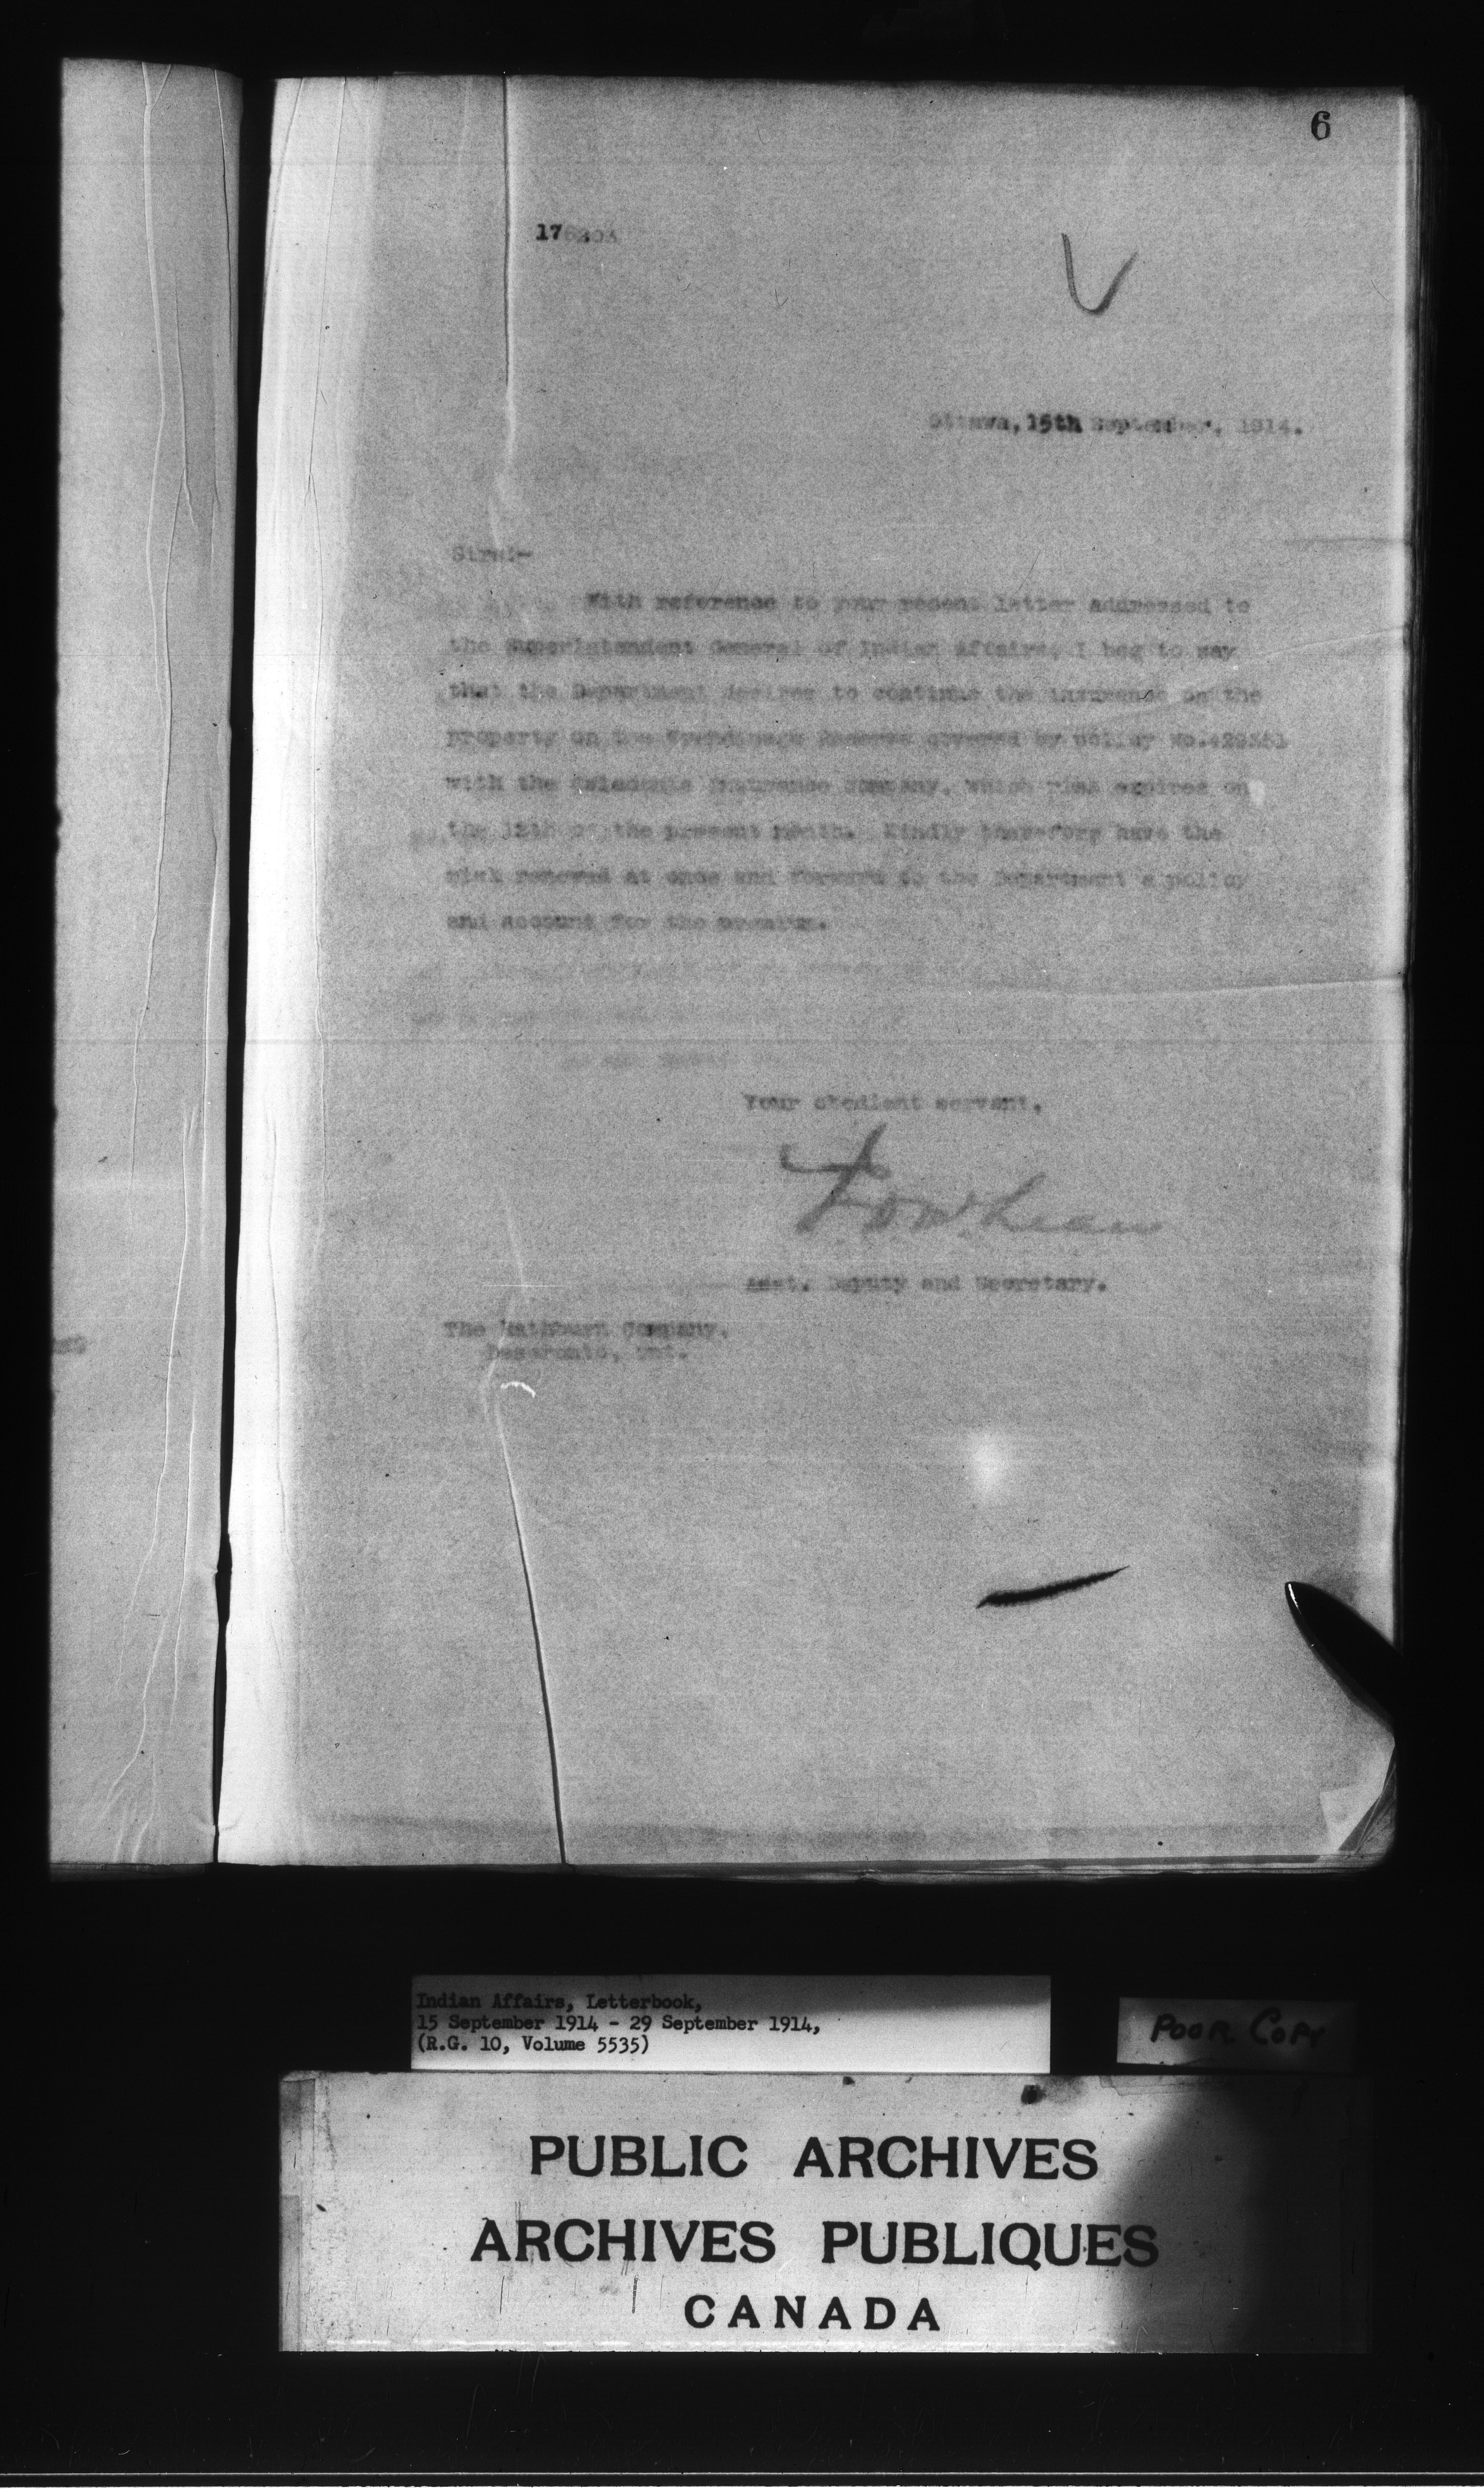 6
Ottawa, 15th September, 1914.
Sirs:-
With reference to your recent letter addressed to
the Superintendent General of Indian Affairs, I beg to say
that the Department desires to continue the insurance on the
property on the Reserve covered by policy No.
with the Caledonia Insurance Company, which risk expires on
the 12th of the present month. Kindly therefore have the
risk renewed at once and forward to the Department a policy
and account for the premium.
Your obedient servant,
Asst. Deputy and Secretary.
The Rathburn Company,
Deseronto, Ont.
Indian Affairs, Letterbook,
15 September 1914 - 29 September 1914,
(R.G. 10, Volume 5535)
POOR COPY
PUBLIC ARCHIVES
ARCHIVES PUBLIQUES
CANADA